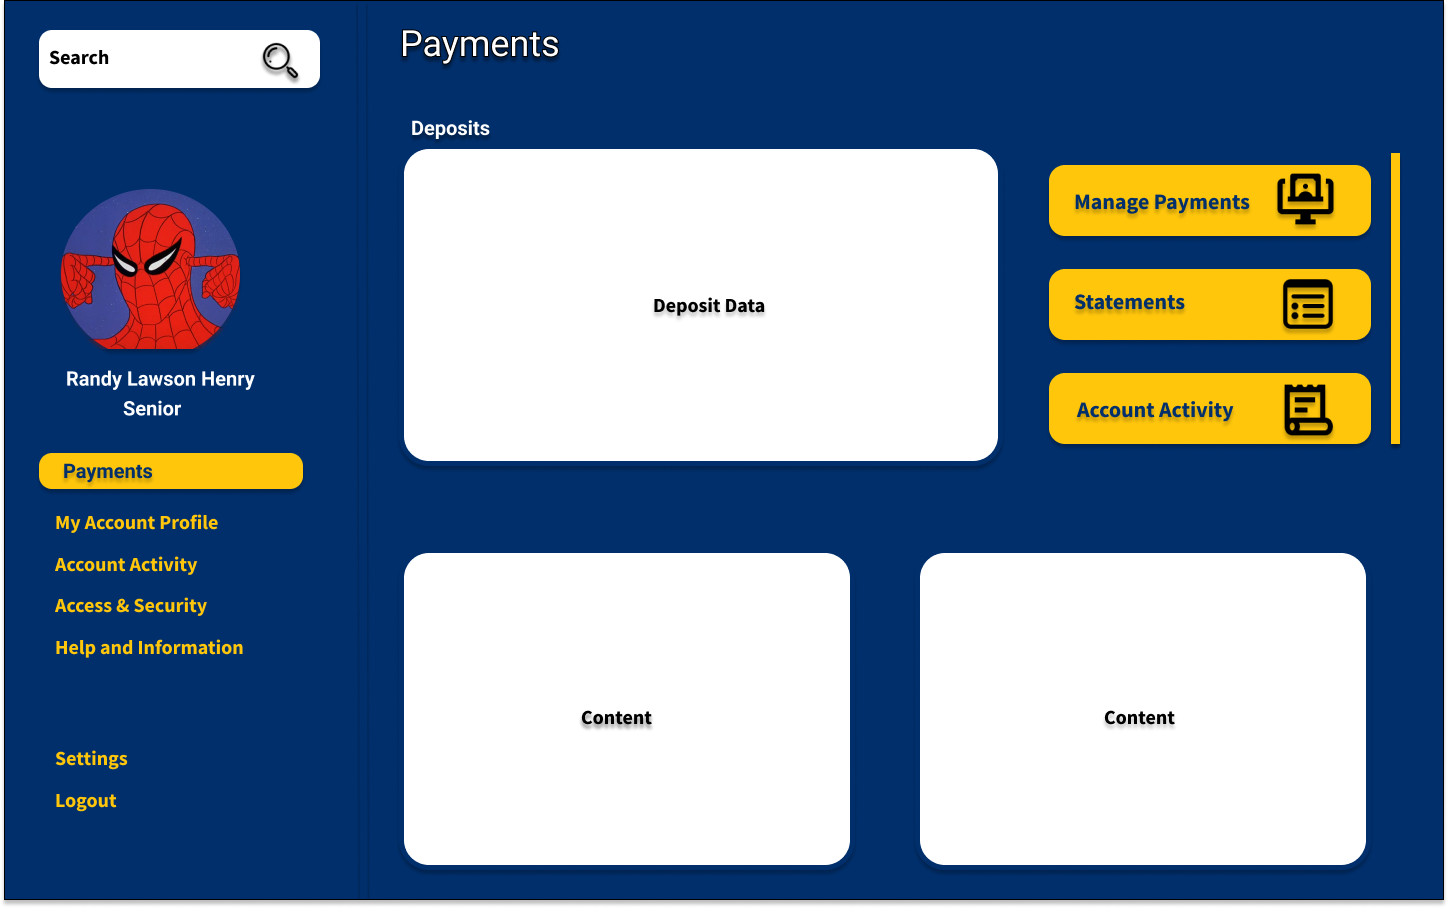 Search
Randy Lawson Henry
Senior
Payments
My Account Profile
Account Activity
Access & Security
Help and Information
Settings
Logout
Payments
Deposits
Deposit Data
Manage Payments
Statements
Account Activity
Content
Content